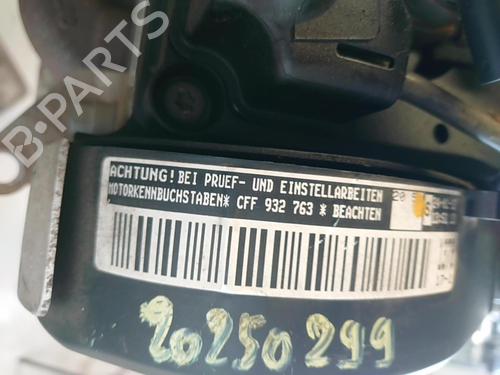 B-PARTS
ACHTUNG! BEI PRUEF- UND EINSTELLARBEITEN
MOTORKENNBUCHSTABEN* CFF 932 763 * BEACHTEN
20250299